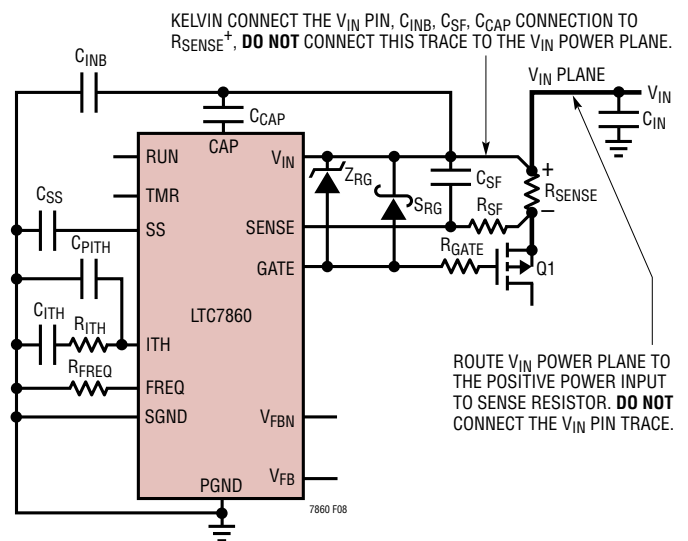 KELVIN CONNECT THE VIN PIN, CINB, CSF, CCAP CONNECTION TO
RSENSE+, DO NOT CONNECT THIS TRACE TO THE VIN POWER PLANE.
CINB
VIN PLANE
VIN
CIN
CCAP
CAP
RUN
VIN
ZRG
SRG
CSF
+
RSENSE
–
TMR
CSS
SS
SENSE
RSF
CPITH
GATE
RGATE
Q1
LTC7860
CITH
RITH
ITH
RFREQ
FREQ
SGND
VFBN
VFB
PGND
ROUTE VIN POWER PLANE TO
THE POSITIVE POWER INPUT
TO SENSE RESISTOR. DO NOT
CONNECT THE VIN PIN TRACE.
7860 F08